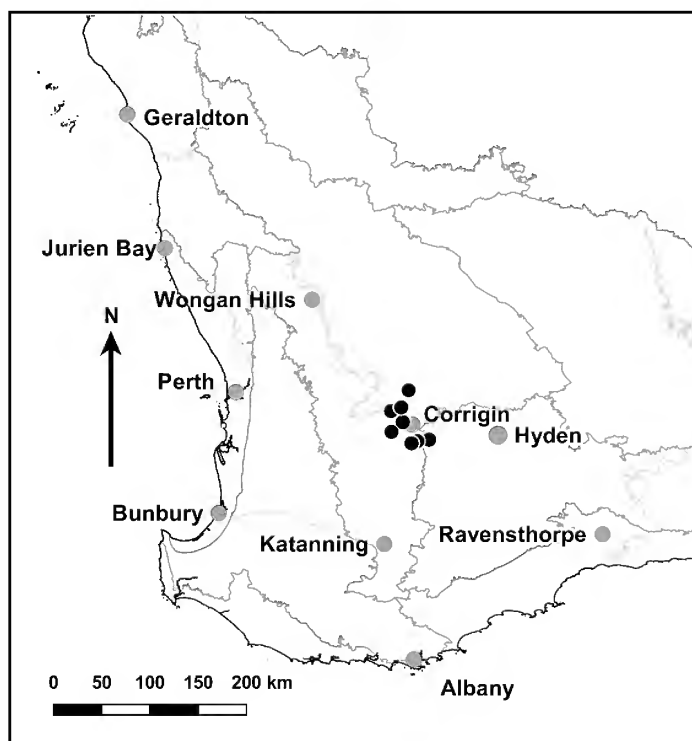 Geraldton
Jurien Bay
Wongan Hills
N
Perth
Corrigin
Hyden
Bunbury
Katanning
Ravensthorpe
0 50 100 150 200 km
Albany